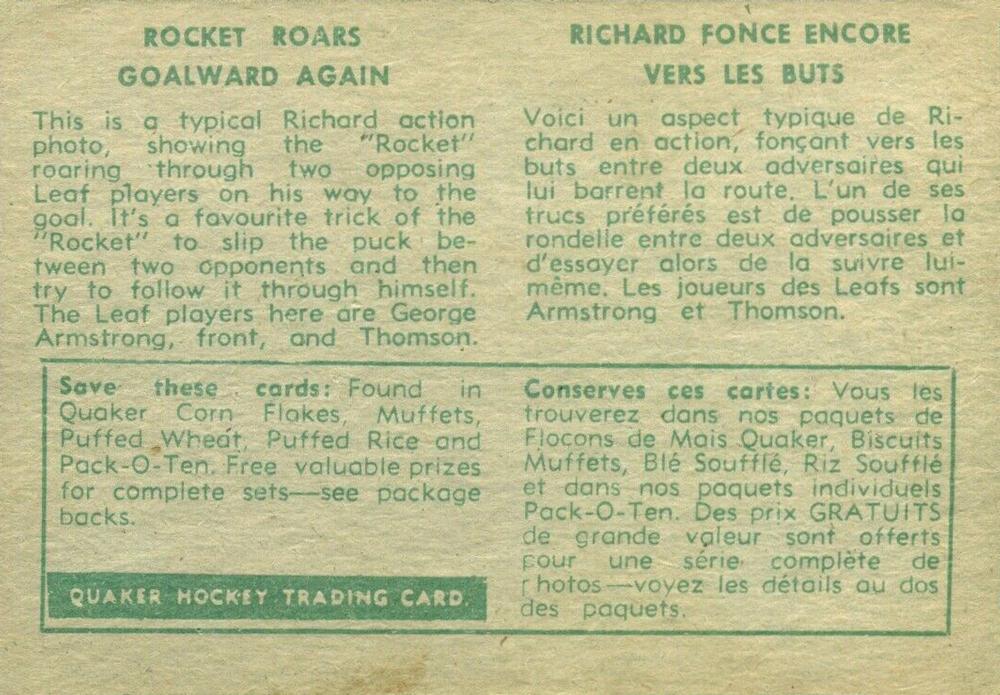 ROCKET ROARS
GOALWARD AGAIN
This is a typical Richard action
photo, showing the "Rocket"
roaring through two opposing
Leaf players on his way to the
goal. It's a favourite trick of the
"Rocket" to slip the puck be-
tween two opponents and then
try to follow it through himself.
The Leaf players here are George
Armstrong, front, and Thomson.
RICHARD FONCE ENCORE
VERS LES BUTS
Voici un aspect typique de Ri-
chard en action, fonçant vers les
buts entre deux adversaires qui
lui barrent la route. L'un de ses
trucs préférés est de pousser la
rondelle entre deux adversaires et
d'essayer alors de la suivre lui-
même. Les joueurs des Leafs sont
Armstrong et Thomson.
Save these cards: Found in
Quaker Corn Flakes, Muffets,
Puffed Wheat, Puffed Rice and
Pack-O-Ten. Free valuable prizes
for complete sets—see package
backs.
QUAKER HOCKEY TRADING CARD.
Conserves ces cartes: Vous les
trouverez dans nos paquets de
Flocons de Mais Quaker, Biscuits
Muffets, Blé Soufflé, Riz Soufflé
et dans nos paquets individuels
Pack-O-Ten. Des prix GRATUITS
de grande valeur sont offerts
pour une série complète de
photos—voyez les détails au dos
des paquets.